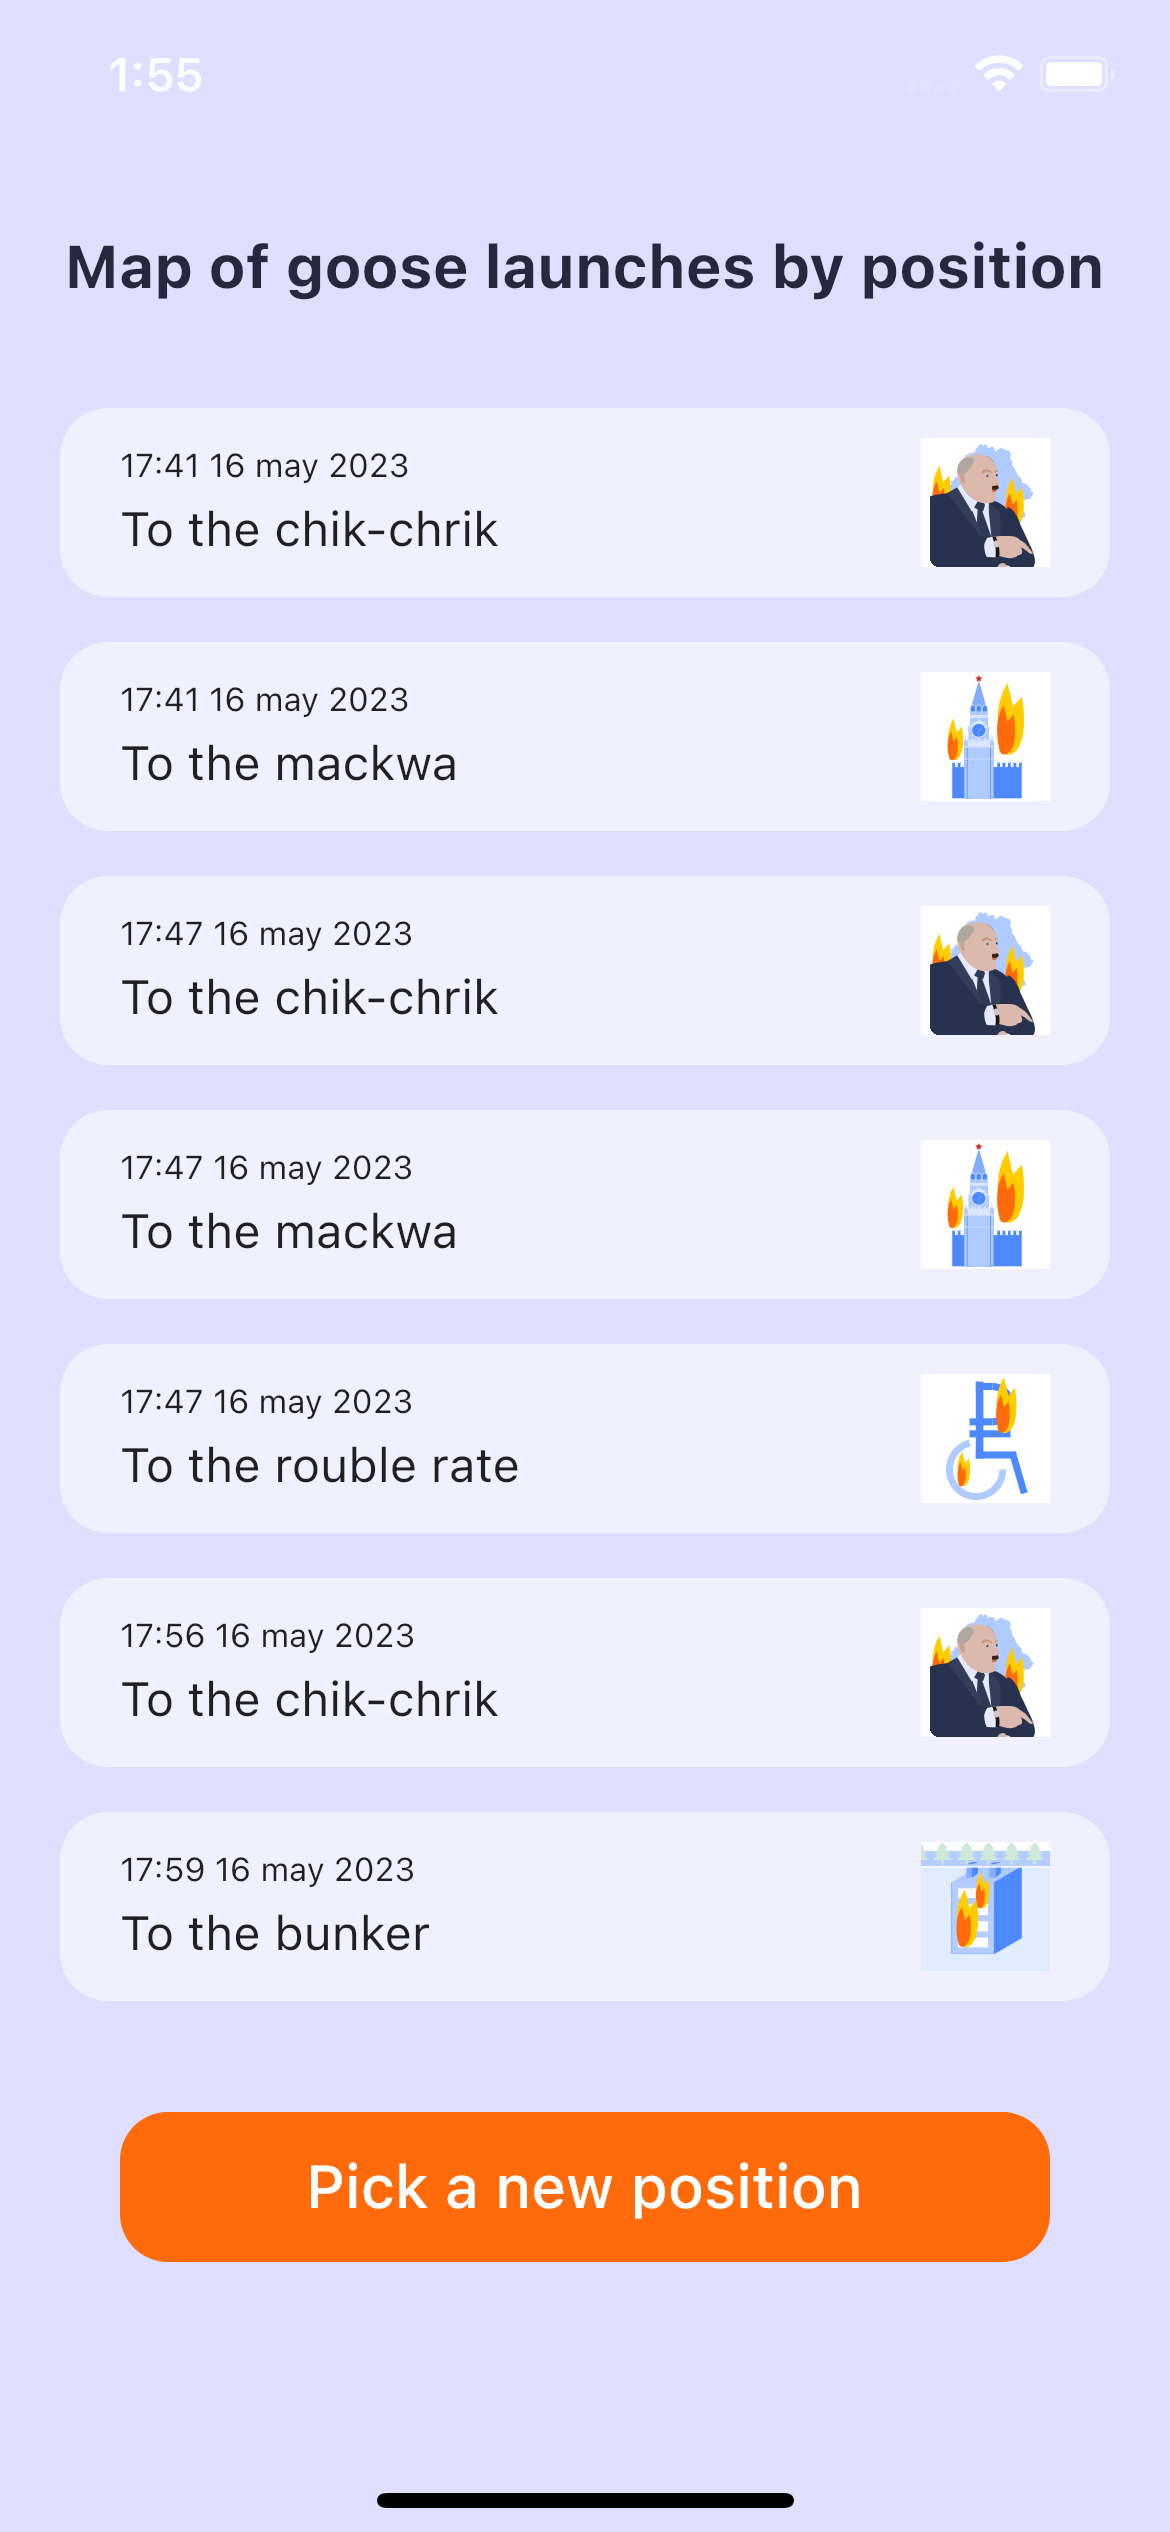 1:55
Map of goose launches by position
17:41 16 may 2023
To the chik-chrik
17:41 16 may 2023
To the mackwa
17:47 16 may 2023
To the chik-chrik
17:47 16 may 2023
To the mackwa
17:47 16 may 2023
To the rouble rate
17:56 16 may 2023
To the chik-chrik
17:59 16 may 2023
To the bunker
Pick a new position